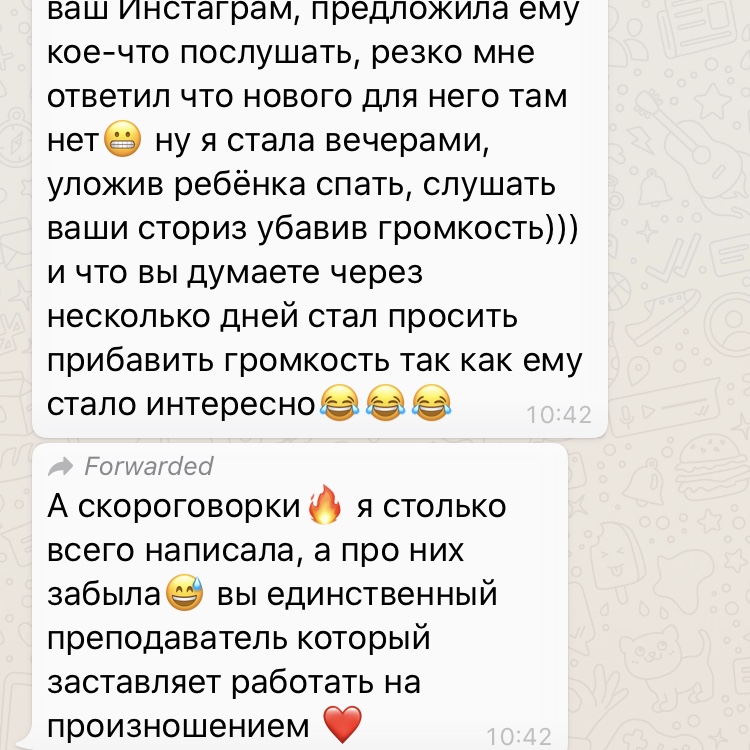 ваш Инстаграм, предложила ему
кое-что послушать, резко мне
ответил что нового для него там
нет😬 ну я стала вечерами,
уложив ребёнка спать, слушать
ваши сториз убавив громкость)))
и что вы думаете через
несколько дней стал просить
прибавить громкость так как ему
стало интересно😂😂😂 10:42
Forwarded
А скороговорки🔥 я столько
всего написала, а про них
забыла😅 вы единственный
преподаватель который
заставляет работать на
произношением ❤️ 10:42